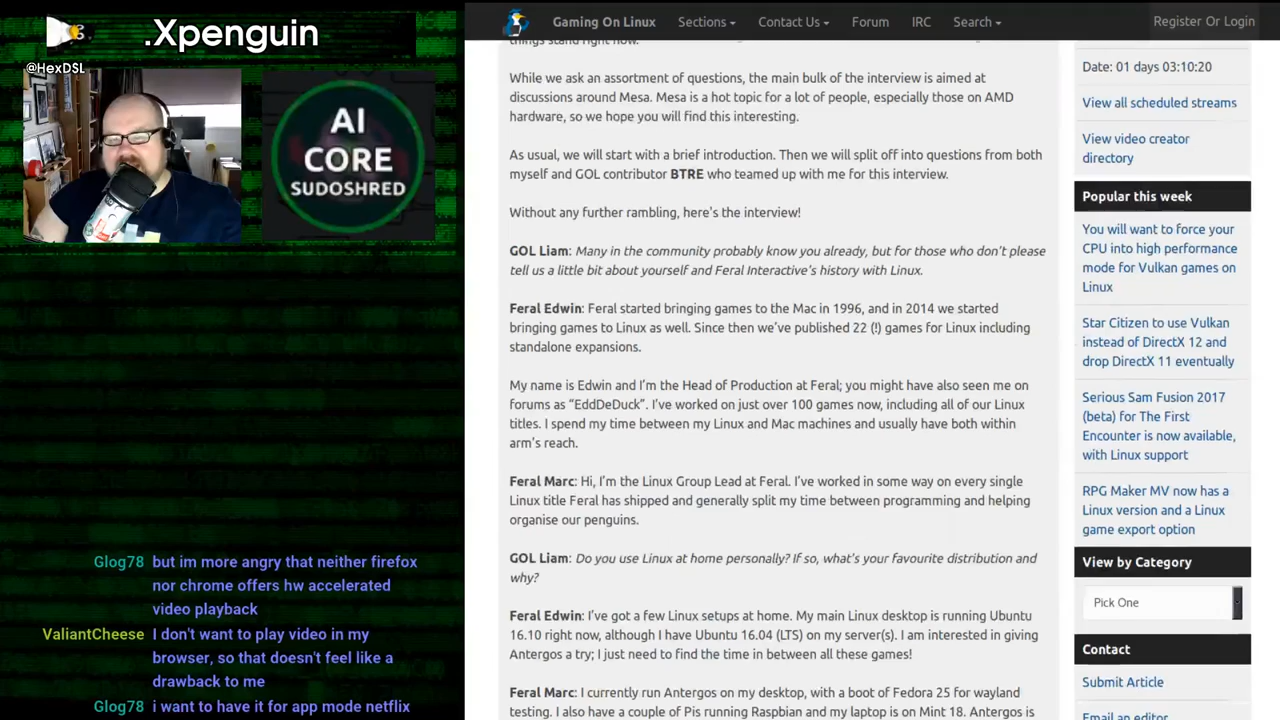 .Xpenguin
@HexDSL
AI
CORE
SUDOSHRED
Glog78 but im more angry that neither firefox
nor chrome offers hw accelerated
video playback
ValiantCheese I don't want to play video in my
browser, so that doesn't feel like a
drawback to me
Glog78 i want to have it for app mode netflix
Gaming On Linux Sections Contact Us Forum IRC Search Register Or Login
things stand right now.
While we ask an assortment of questions, the main bulk of the interview is aimed at
discussions around Mesa. Mesa is a hot topic for a lot of people, especially those on AMD
hardware, so we hope you will find this interesting.
As usual, we will start with a brief introduction. Then we will split off into questions from both
myself and GOL contributor BTRE who teamed up with me for this interview.
Without any further rambling, here's the interview!
GOL Liam: Many in the community probably know you already, but for those who don't please
tell us a little bit about yourself and Feral Interactive's history with Linux.
Feral Edwin: Feral started bringing games to the Mac in 1996, and in 2014 we started
bringing games to Linux as well. Since then we've published 22 (!) games for Linux including
standalone expansions.
My name is Edwin and I'm the Head of Production at Feral; you might have also seen me on
forums as “EddDeDuck”. I've worked on just over 100 games now, including all of our Linux
titles. I spend my time between my Linux and Mac machines and usually have both within
arm's reach.
Feral Marc: Hi, I'm the Linux Group Lead at Feral. I've worked in some way on every single
Linux title Feral has shipped and generally split my time between programming and helping
organise our penguins.
GOL Liam: Do you use Linux at home personally? If so, what's your favourite distribution and
why?
Feral Edwin: I've got a few Linux setups at home. My main Linux desktop is running Ubuntu
16.10 right now, although I have Ubuntu 16.04 (LTS) on my server(s). I am interested in giving
Antergos a try; I just need to find the time in between all these games!
Feral Marc: I currently run Antergos on my desktop, with a boot of Fedora 25 for wayland
testing. I also have a couple of Pis running Raspbian and my laptop is on Mint 18. Antergos is
Date: 01 days 03:10:20
View all scheduled streams
View video creator
directory
Popular this week
You will want to force your
CPU into high performance
mode for Vulkan games on
Linux
Star Citizen to use Vulkan
instead of DirectX 12 and
drop DirectX 11 eventually
Serious Sam Fusion 2017
(beta) for The First
Encounter is now available,
with Linux support
RPG Maker MV now has a
Linux version and a Linux
game export option
View by Category
Pick One
Contact
Submit Article
Email an editor